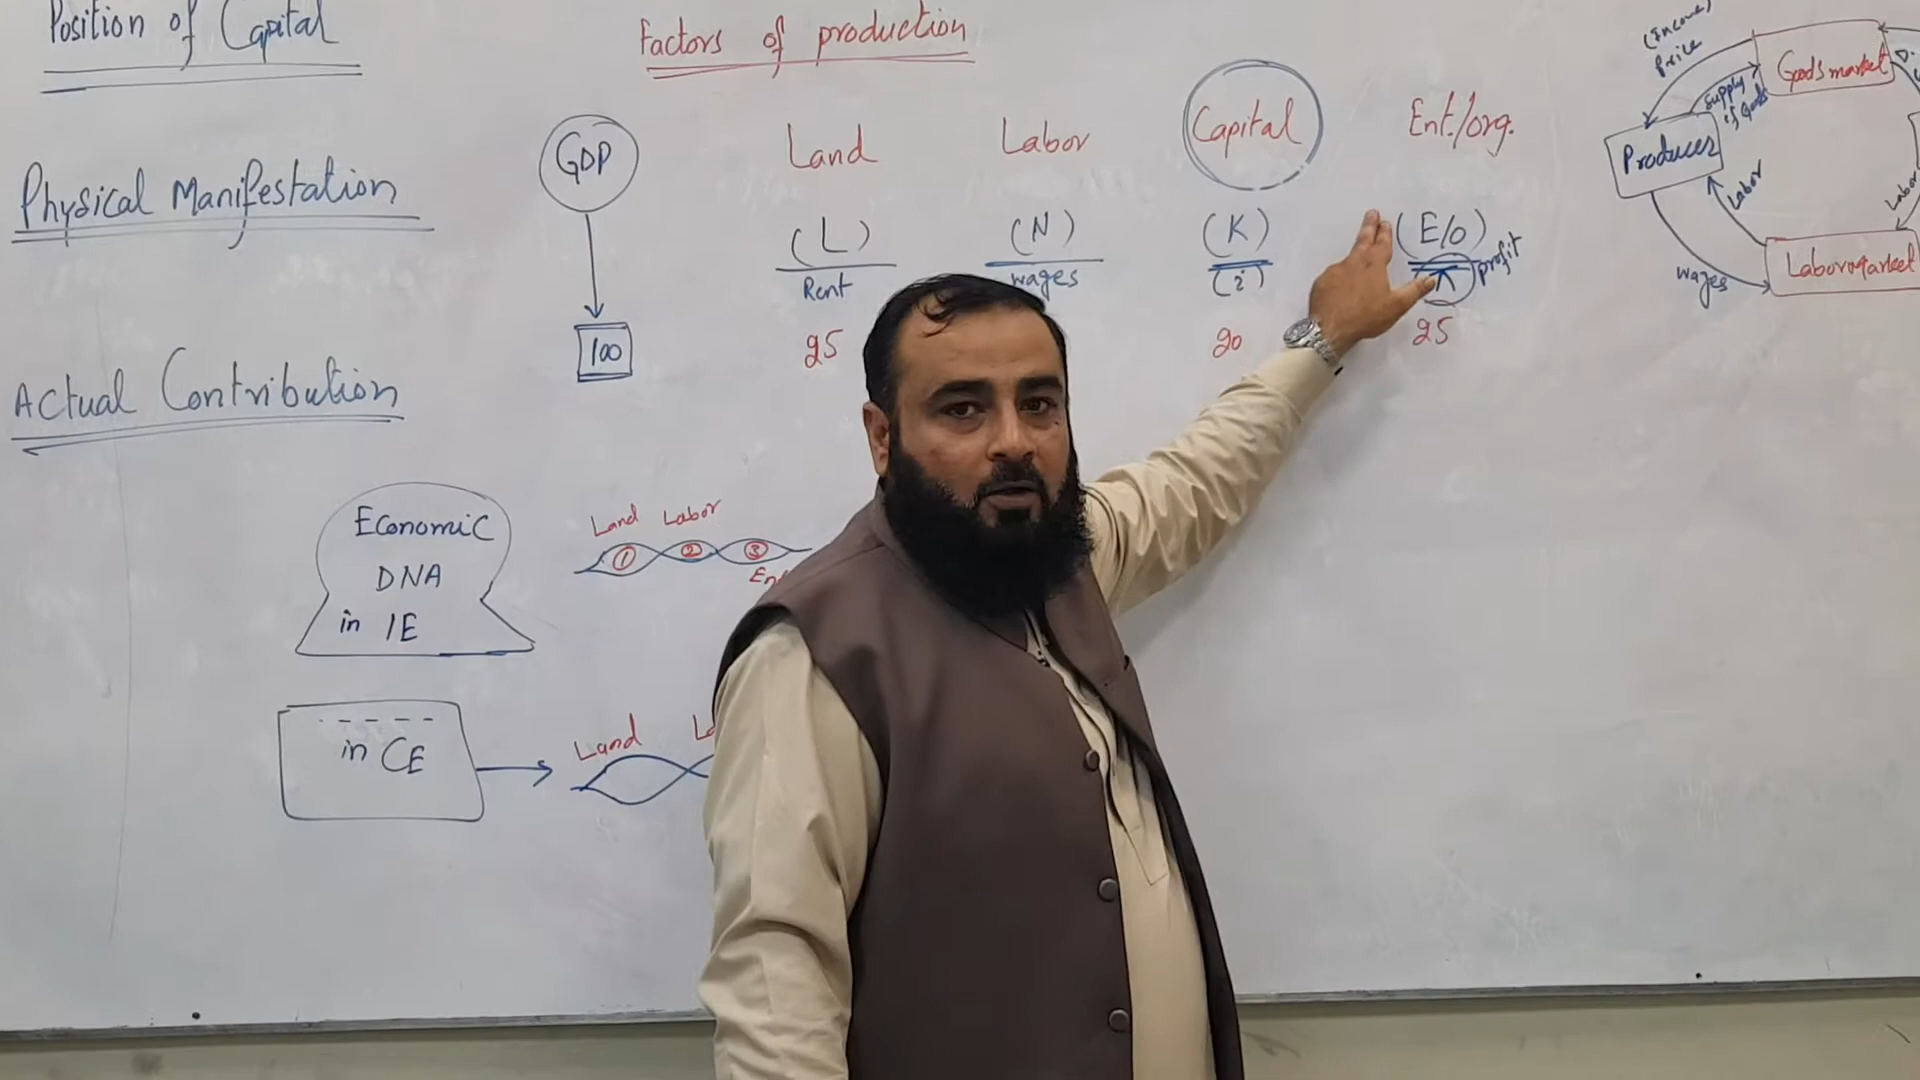 Position of Capital
Physical Manifestation
Actual Contribution
Factors of production
GDP
100
Land
(L)
Rent
25
Labor
(N)
wages
Capital
(K)
(i)
20
Ent./org.
(E/O)
π profit
25
(Income)
Price
Goods market
Supply
of Goods
Producer
Labor
wages
Labor market
Labor
D.
Economic
DNA
in IE
Land Labor
1 2 3
in CE
Land